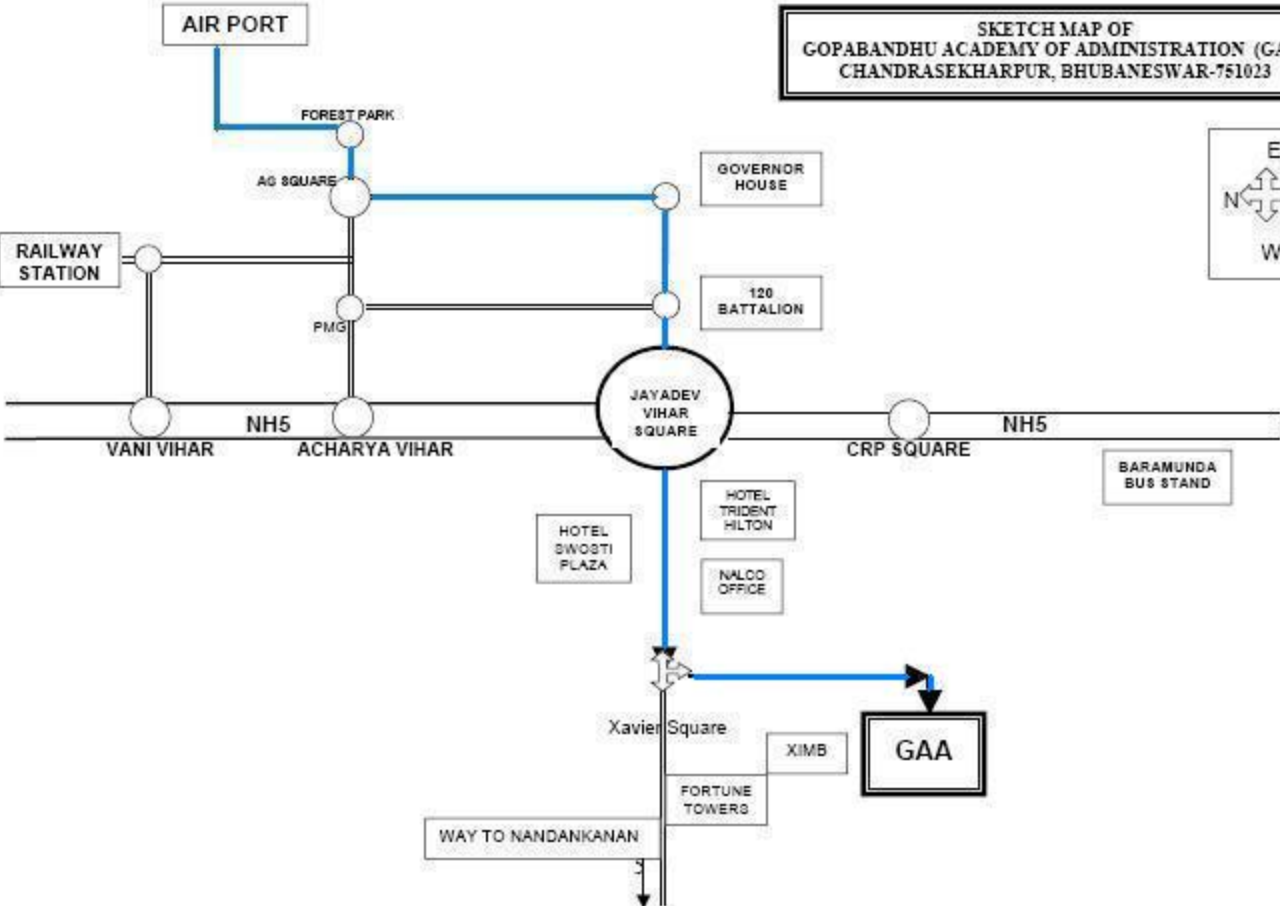 AIR PORT
SKETCH MAP OF
GOPABANDHU ACADEMY OF ADMINISTRATION (GA
CHANDRASEKHARPUR, BHUBANESWAR-751023
FOREST PARK
E
N
W
AG SQUARE
GOVERNOR
HOUSE
RAILWAY
STATION
120
BATTALION
PMG
JAYADEV
VIHAR
SQUARE
NH5
NH5
VANI VIHAR
ACHARYA VIHAR
CRP SQUARE
BARAMUNDA
BUS STAND
HOTEL
TRIDENT
HILTON
HOTEL
SWOSTI
PLAZA
NALCO
OFFICE
Xavier Square
XIMB
GAA
FORTUNE
TOWERS
WAY TO NANDANKANAN